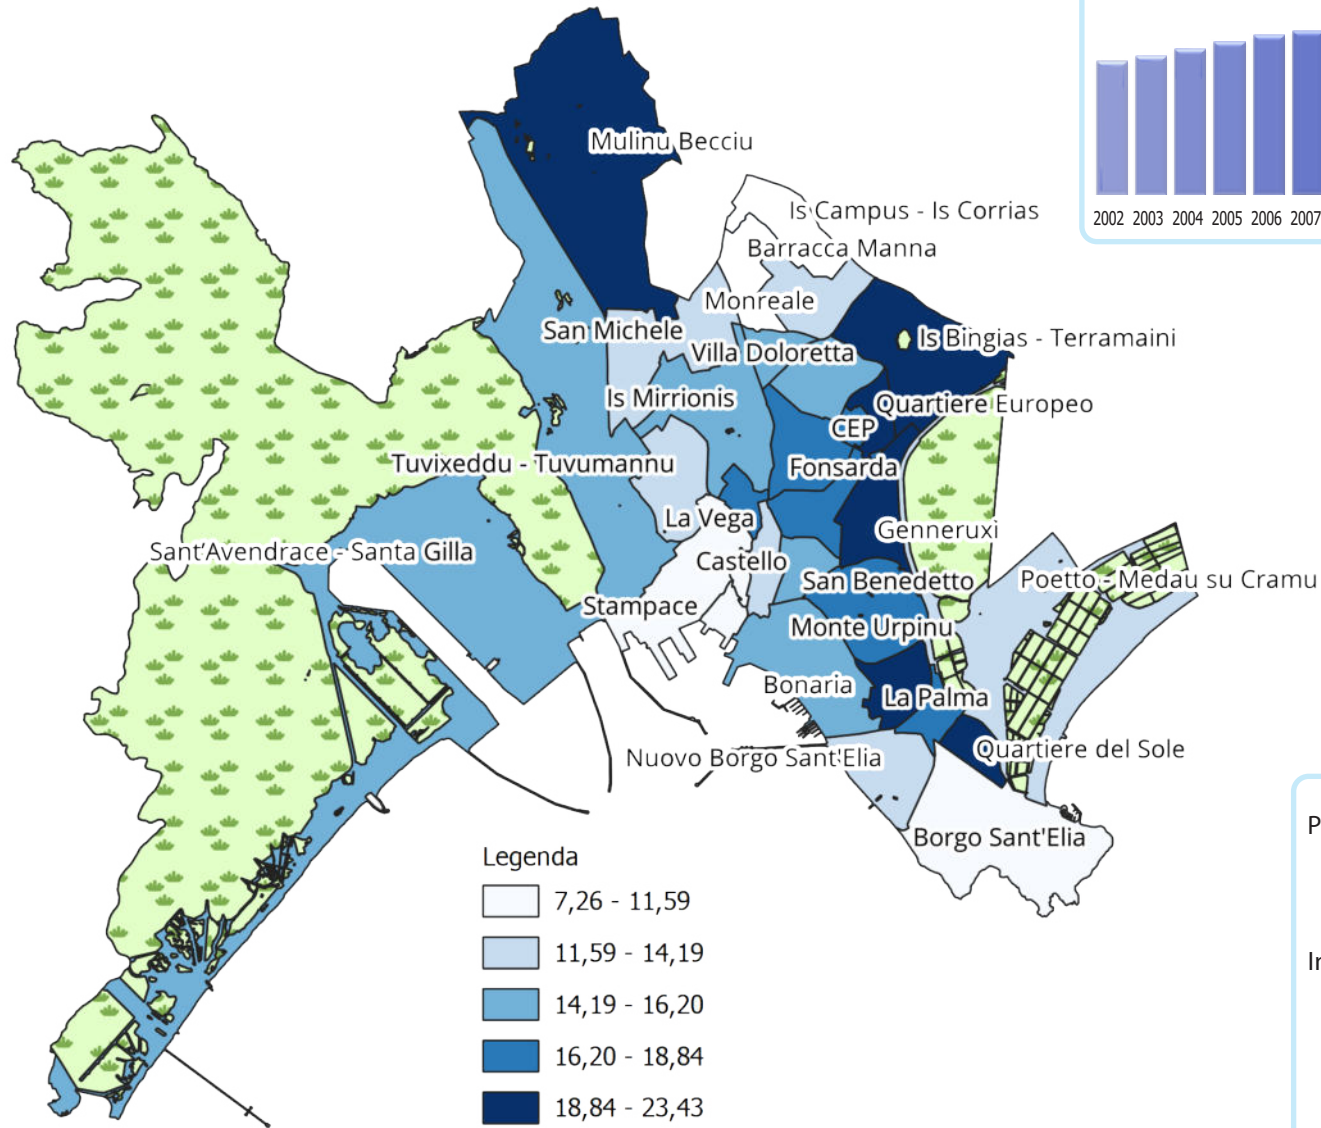 2002 2003 2004 2005 2006 2007
Mulinu Becciu
Is Campus - Is Corrias
Barracca Manna
Monreale
San Michele
Villa Doloretta
Is Bingias - Terramaini
Is Mirrionis
Quartiere Europeo
CEP
Tuvixeddu - Tuvumannu
Fonsarda
La Vega
Genneruxi
Sant'Avendrace - Santa Gilla
Castello
San Benedetto
Poetto - Medau su Cramu
Stampace
Monte Urpinu
Bonaria
La Palma
Nuovo Borgo Sant'Elia
Quartiere del Sole
Borgo Sant'Elia
Legenda
7,26 - 11,59
11,59 - 14,19
14,19 - 16,20
16,20 - 18,84
18,84 - 23,43